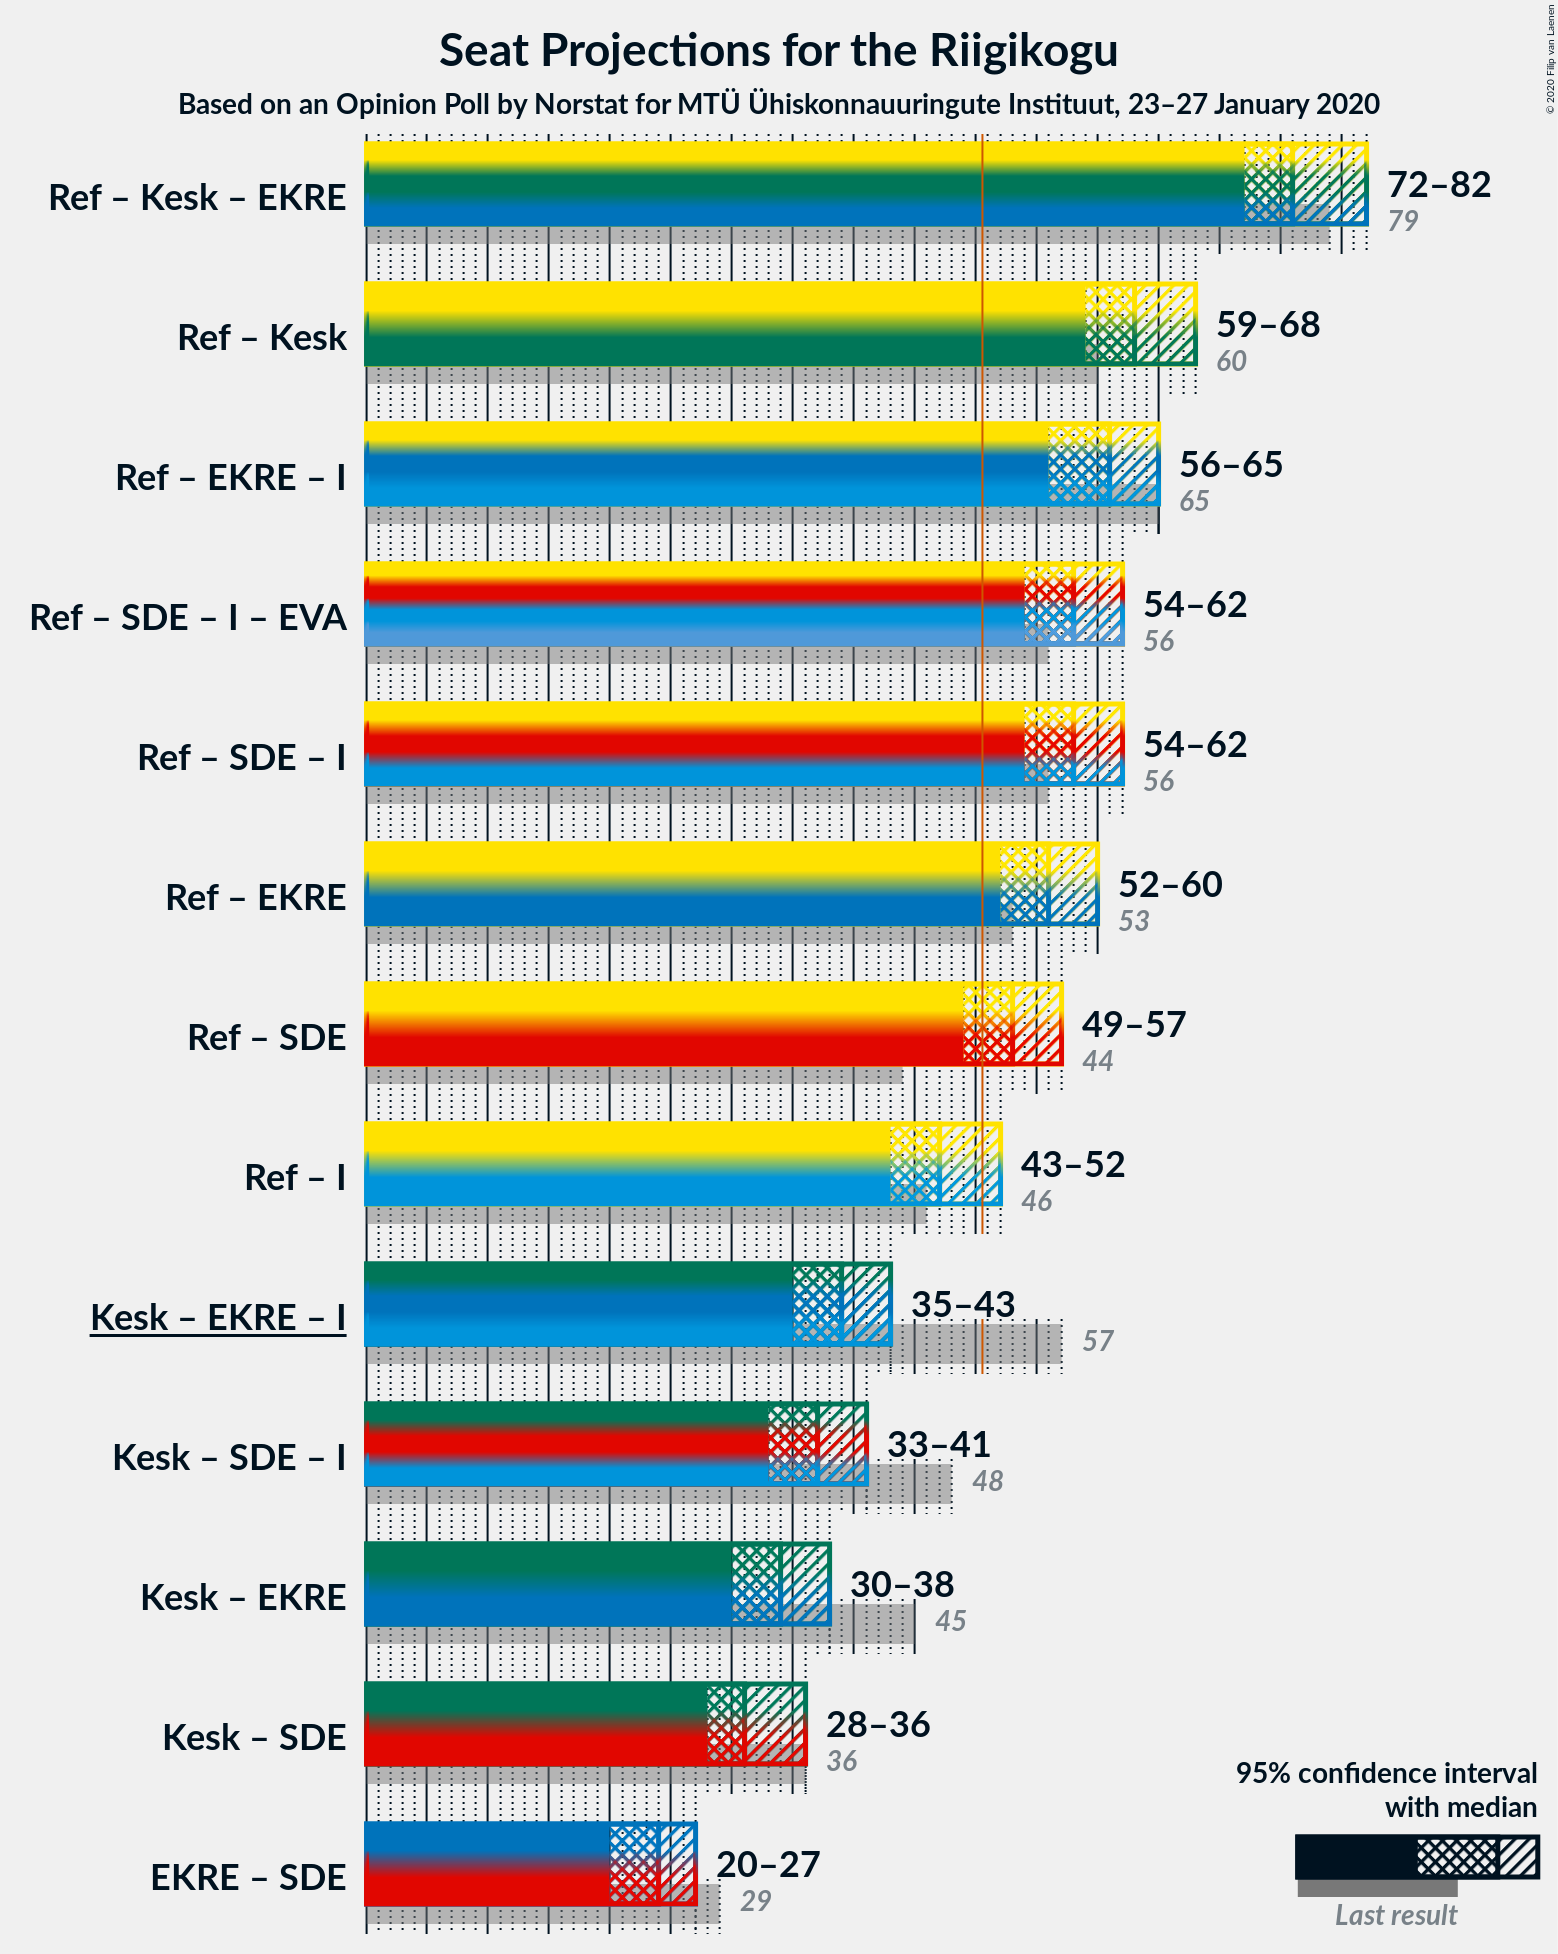 Seat Projections for the Riigikogu
Based on an Opinion Poll by Norstat for MTÜ Ühiskonnauuringute Instituut, 23–27 January 2020
© 2020 Filip van Laenen
Ref – Kesk – EKRE
72–82
79
Ref – Kesk
59–68
60
Ref – EKRE – I
56–65
65
Ref – SDE – I – EVA
54–62
56
Ref – SDE – I
54–62
56
Ref – EKRE
52–60
53
Ref – SDE
49–57
44
Ref – I
43–52
46
Kesk – EKRE – I
35–43
57
Kesk – SDE – I
33–41
48
Kesk – EKRE
30–38
45
Kesk – SDE
28–36
36
EKRE – SDE
20–27
29
95% confidence interval
with median
Last result